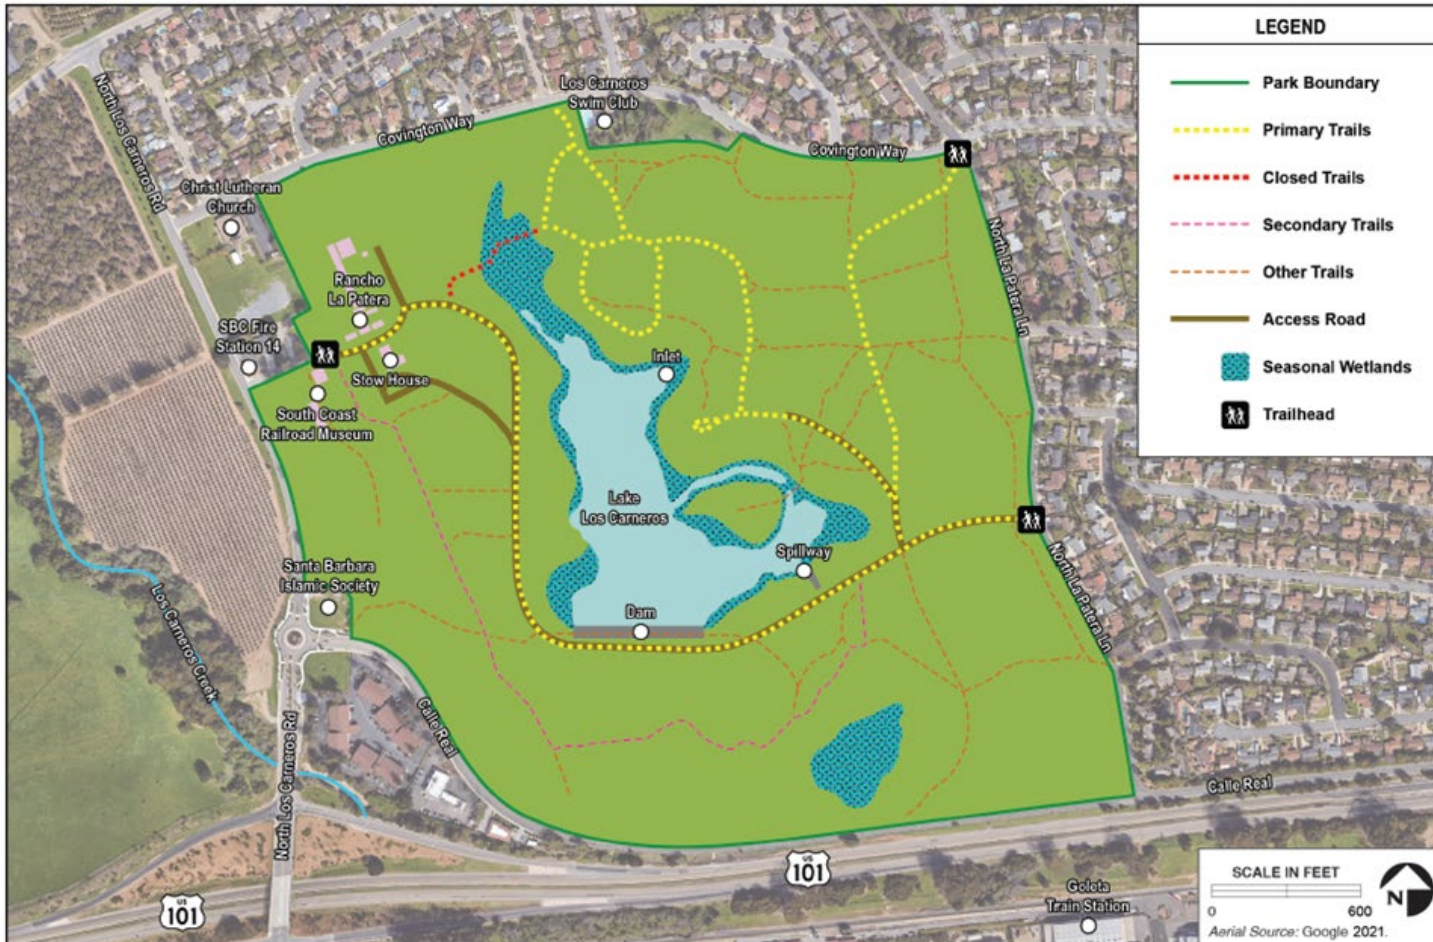 LEGEND
Park Boundary
Primary Trails
Closed Trails
Secondary Trails
Other Trails
Access Road
Seasonal Wetlands
Trailhead
North Los Carneros Rd
Covington Way
Los Carneros
Swim Club
Covington Way
Christ Lutheran
Church
North La Patera Ln
Rancho
La Patera
SBC Fire
Station 14
Stow House
Inlet
South Coast
Railroad Museum
Lake
Los Carneros
Spillway
Santa Barbara
Islamic Society
Dam
North La Patera Ln
Los Carneros Creek
Calle Real
North Los Carneros Rd
Calle Real
US
101
US
101
Goleta
Train Station
SCALE IN FEET
0 600
N
Aerial Source: Google 2021.